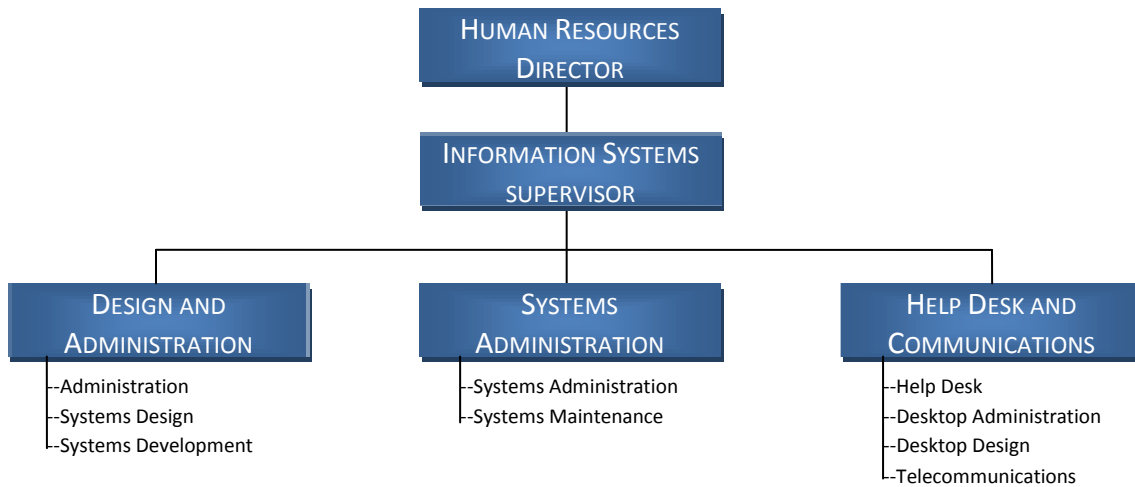 HUMAN RESOURCES
DIRECTOR
INFORMATION SYSTEMS
SUPERVISOR
DESIGN AND
ADMINISTRATION
--Administration
--Systems Design
--Systems Development
SYSTEMS
ADMINISTRATION
--Systems Administration
--Systems Maintenance
HELP DESK AND
COMMUNICATIONS
--Help Desk
--Desktop Administration
--Desktop Design
--Telecommunications